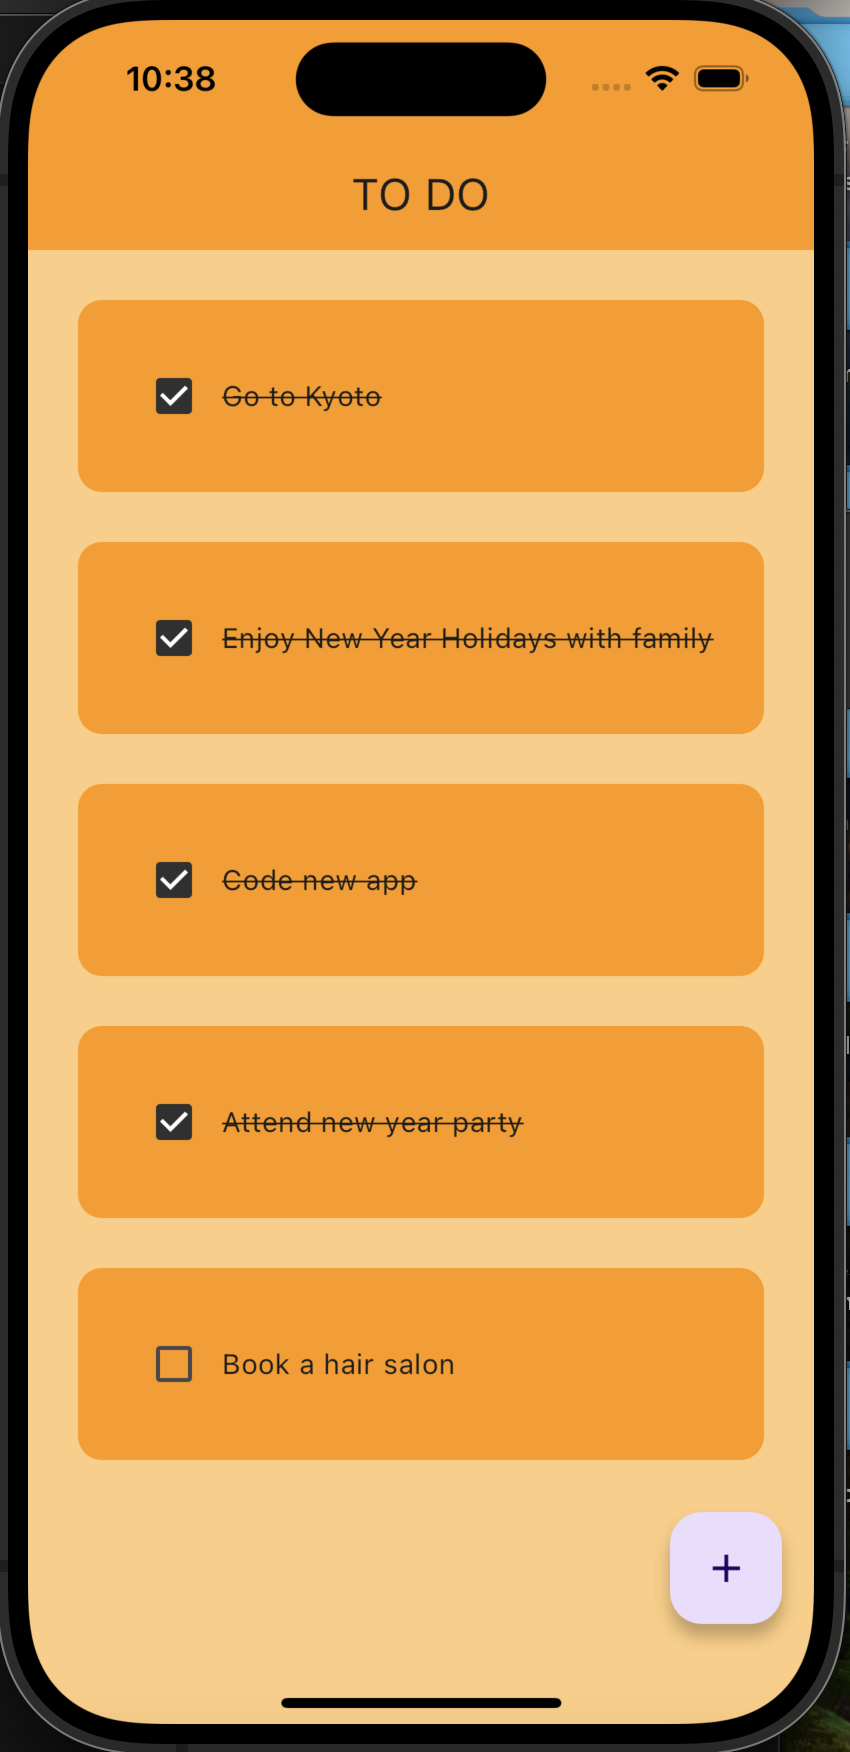 10:38
TO DO
Go to Kyoto
Enjoy New Year Holidays with family
Code new app
Attend new year party
Book a hair salon
+